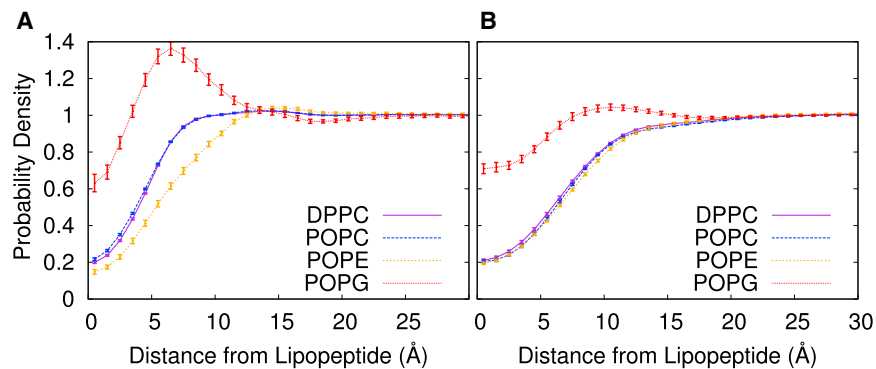 A
B
Probability Density
1.4
1.2
1
0.8
0.6
0.4
0.2
0
DPPC
POPC
POPE
POPG
0 5 10 15 20 25
Distance from Lipopeptide (Å)
DPPC
POPC
POPE
POPG
0 5 10 15 20 25 30
Distance from Lipopeptide (Å)